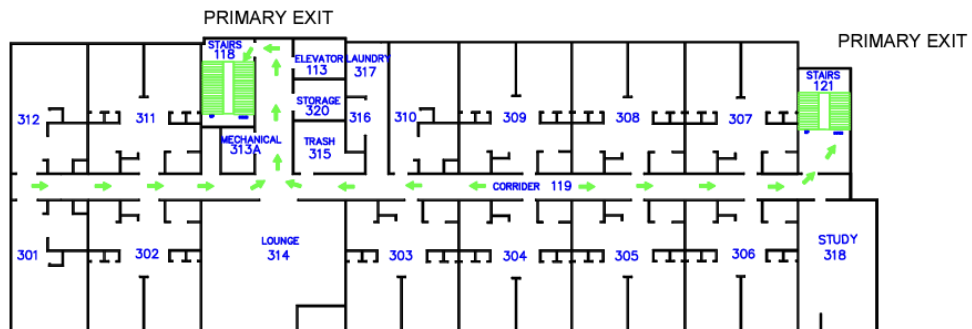 PRIMARY EXIT
PRIMARY EXIT
STAIRS
118
ELEVATOR
113
LAUNDRY
317
STAIRS
121
STORAGE
320
312
311
316
310
309
308
307
MECHANICAL
313A
TRASH
315
CORRIDER 119
301
302
LOUNGE
314
303
304
305
306
STUDY
318